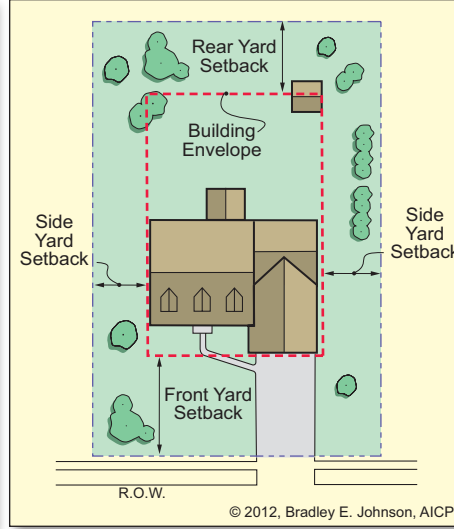 Rear Yard
Setback
Building
Envelope
Side
Yard
Setback
Side
Yard
Setback
Front Yard
Setback
R.O.W.
© 2012, Bradley E. Johnson, AICP